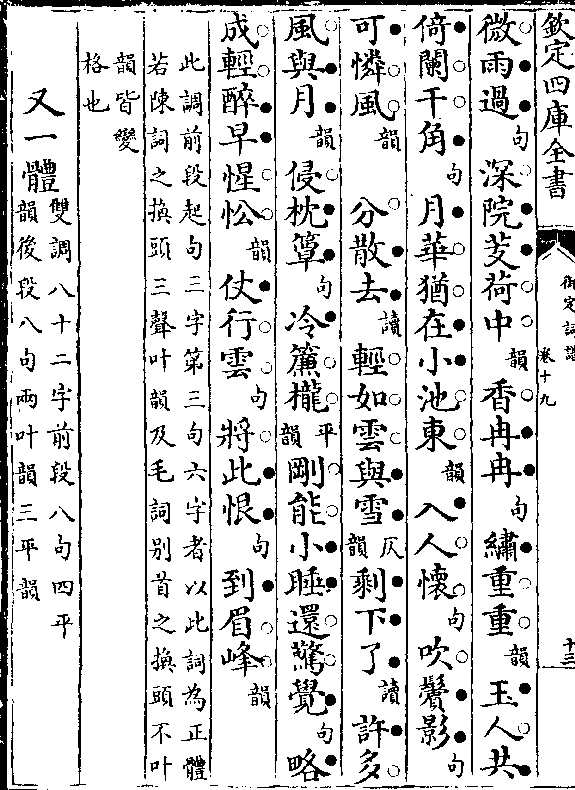 欽定四庫全書
御定詞譜
卷十九
十三
微雨過句深院芰荷中韻香冉冉句繡重重韻玉人共
倚闌干角句月華猶在小池東韻入人懷句吹鬢影句
可憐風韻分散去讀輕如雲與雪仄韻剩下了讀許多
風與月韻侵枕簟句冷簾櫳平韻剛能小睡還驚覺句略
成輕醉早惺忪韻仗行雲句將此恨句到眉峰韻
此調前段起句三字第三句六字者以此詞為正體
若陳詞之換頭三聲叶韻及毛詞別首之換頭不叶
韻皆變
格也
又一體
雙調八十二字前段八句四平
韻後段八句兩叶韻三平韻